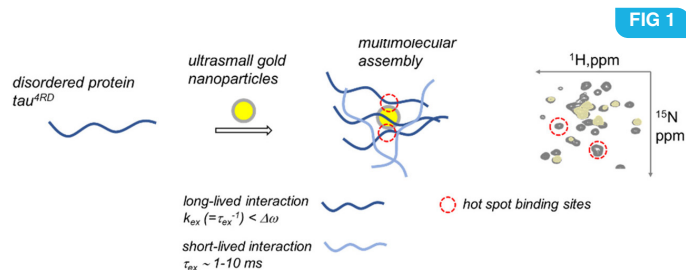 FIG 1
disordered protein
tau4RD
ultrasmall gold
nanoparticles
multimolecular
assembly
1H,ppm
15N
ppm
long-lived interaction
kex (=τex-1) < Δω
short-lived interaction
τex ~ 1-10 ms
hot spot binding sites